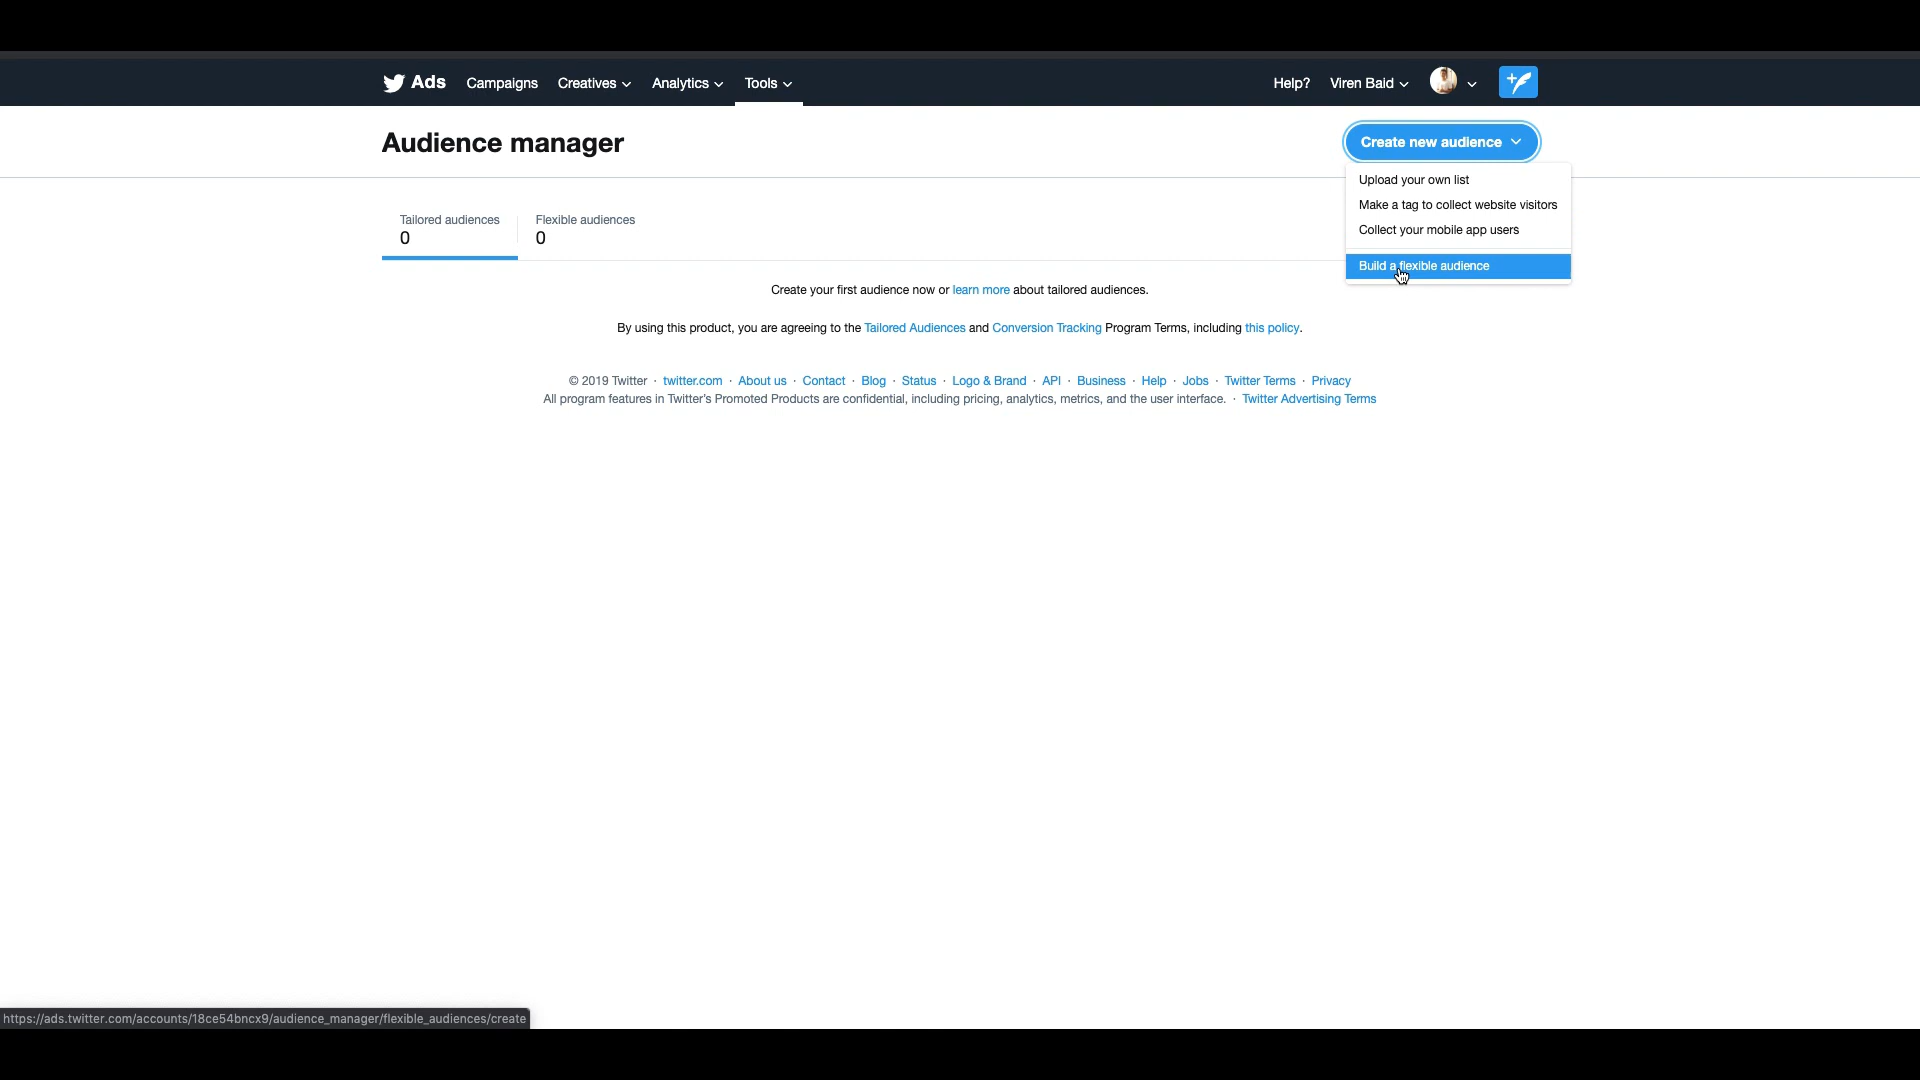 Ads Campaigns Creatives Analytics Tools Help? Viren Baid
Audience manager
Create new audience
Upload your own list
Make a tag to collect website visitors
Collect your mobile app users
Build a flexible audience
Tailored audiences
0
Flexible audiences
0
Create your first audience now or learn more about tailored audiences.
By using this product, you are agreeing to the Tailored Audiences and Conversion Tracking Program Terms, including this policy.
© 2019 Twitter · twitter.com · About us · Contact · Blog · Status · Logo & Brand · API · Business · Help · Jobs · Twitter Terms · Privacy
All program features in Twitter's Promoted Products are confidential, including pricing, analytics, metrics, and the user interface. · Twitter Advertising Terms
https://ads.twitter.com/accounts/18ce54bncx9/audience_manager/flexible_audiences/create